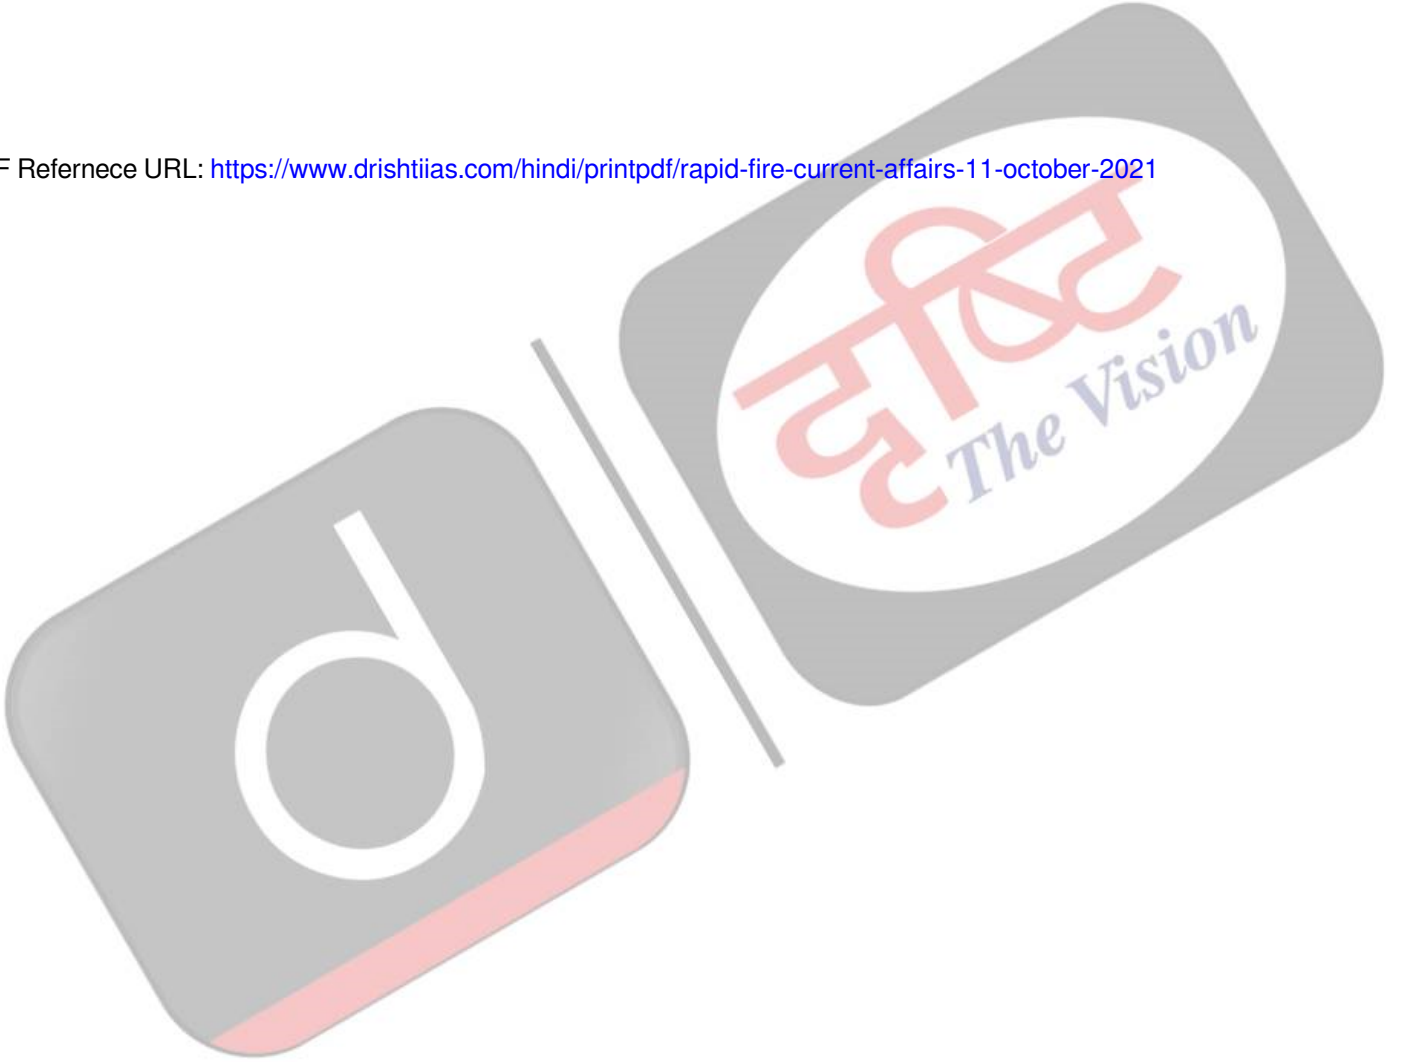 F Refernece URL: https://www.drishtiias.com/hindi/printpdf/rapid-fire-current-affairs-11-october-2021
दृष्टि
The Vision
d